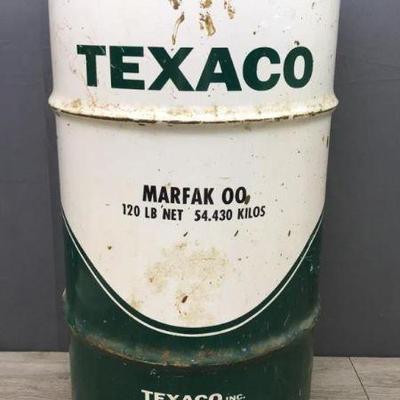 TEXACO
MARFAK 00
120 LB NET 54.430 KILOS
TEXACO INC.